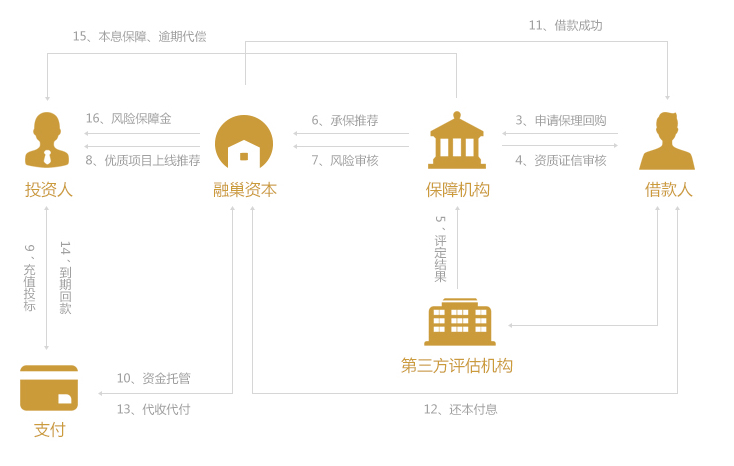 11、借款成功
15、本息保障、逾期代偿
16、风险保障金
8、优质项目上线推荐
6、承保推荐
7、风险审核
3、申请保理回购
4、资质证信审核
投资人
融巢资本
保障机构
借款人
9、充值投标
14、到期回款
5、评定结果
第三方评估机构
10、资金托管
13、代收代付
12、还本付息
支付